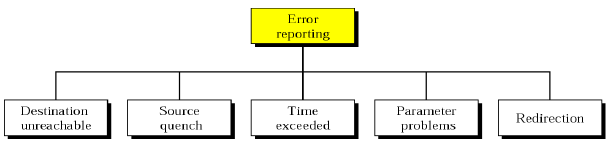 Error
reporting
Destination
unreachable
Source
quench
Time
exceeded
Parameter
problems
Redirection